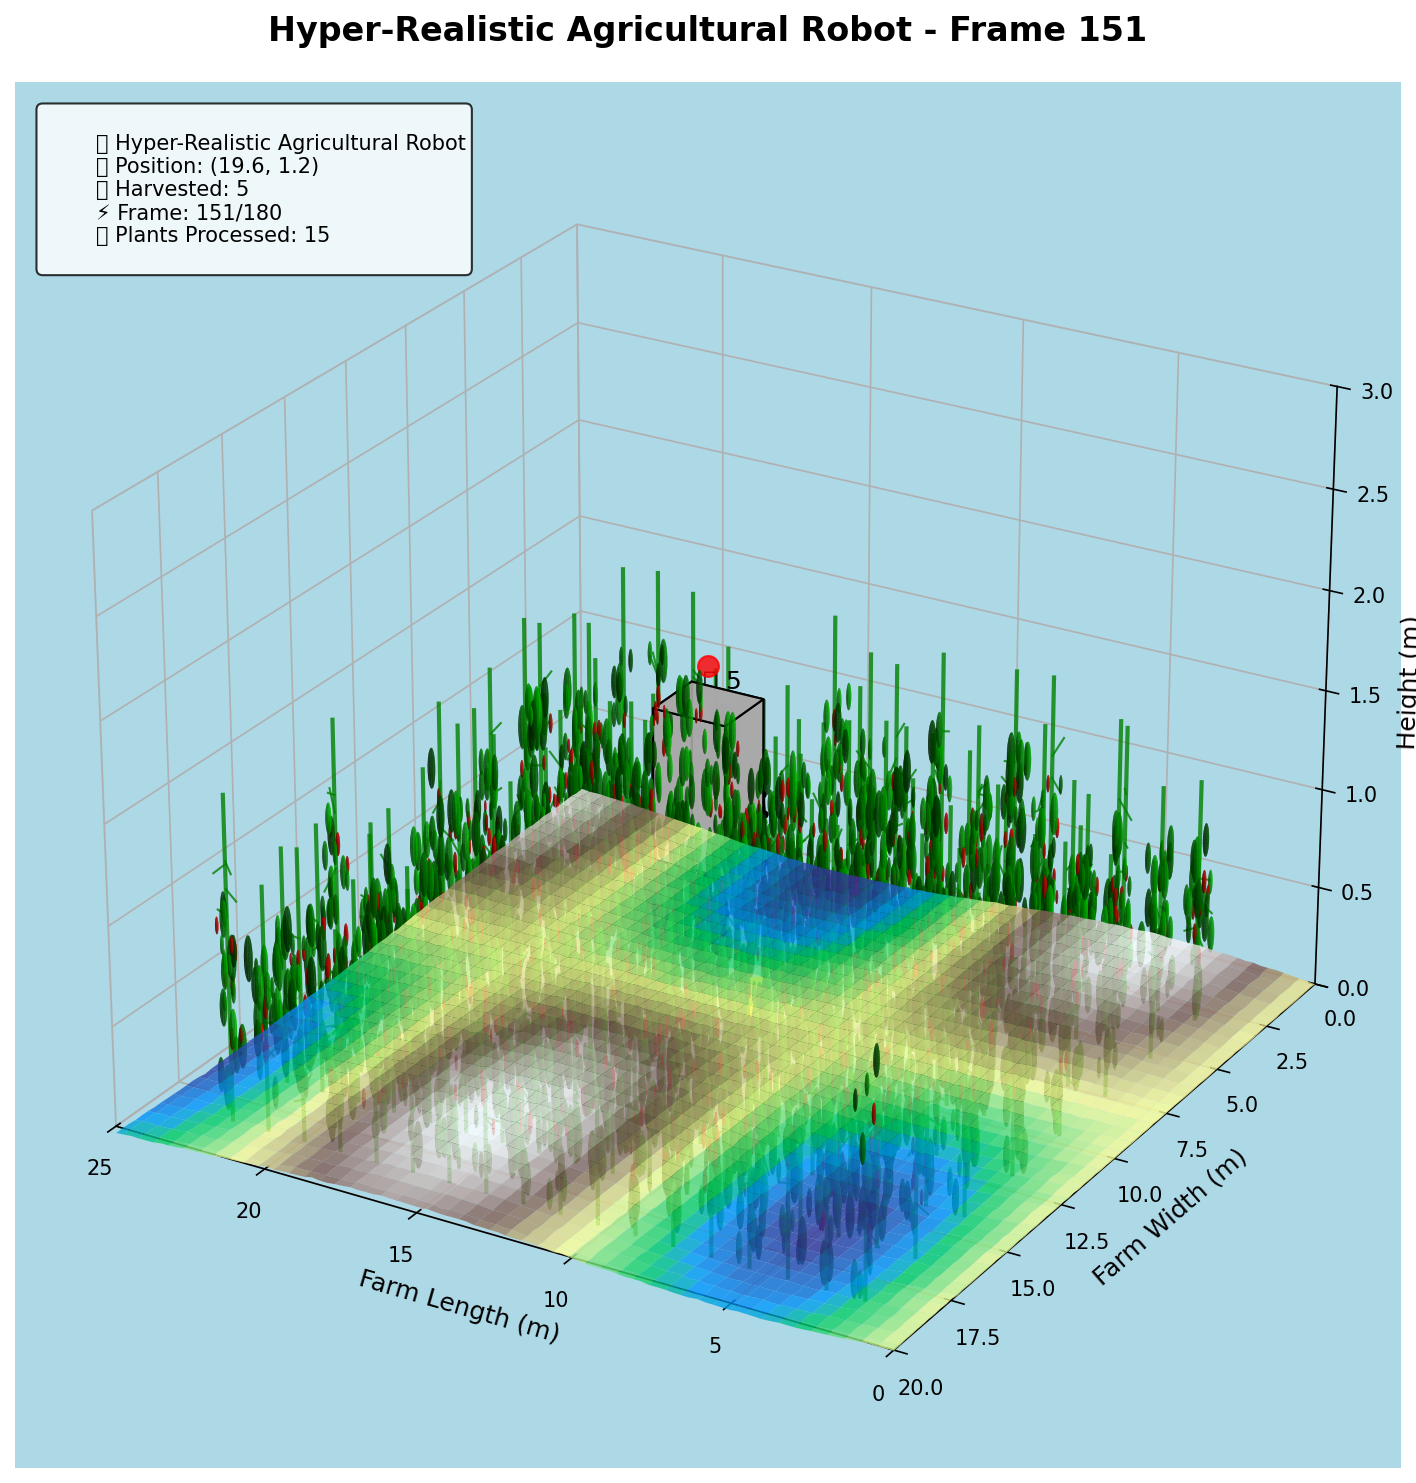 Hyper-Realistic Agricultural Robot - Frame 151
▯ Hyper-Realistic Agricultural Robot
▯ Position: (19.6, 1.2)
▯ Harvested: 5
⚡ Frame: 151/180
▯ Plants Processed: 15
3.0
2.5
2.0
1.5
1.0
0.5
0.0
Height (m)
▯ 5
0.0
2.5
5.0
7.5
10.0
12.5
15.0
17.5
20.0
Farm Width (m)
25
20
15
10
5
0
Farm Length (m)